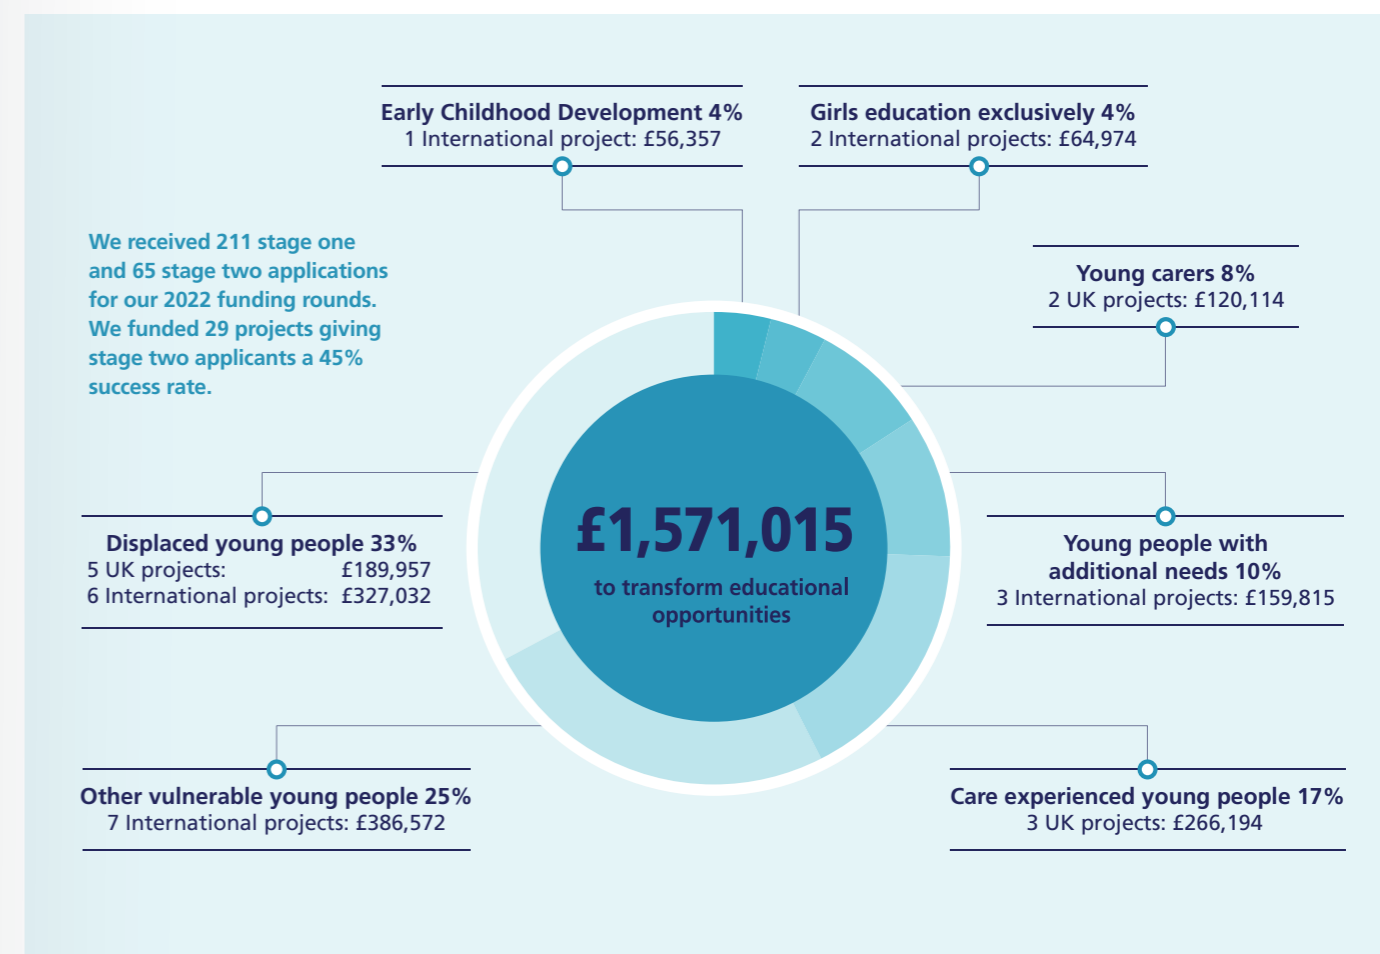 Early Childhood Development 4%
1 International project: £56,357
Girls education exclusively 4%
2 International projects: £64,974
We received 211 stage one
and 65 stage two applications
for our 2022 funding rounds.
We funded 29 projects giving
stage two applicants a 45%
success rate.
Young carers 8%
2 UK projects: £120,114
Displaced young people 33%
5 UK projects: £189,957
6 International projects: £327,032
£1,571,015
to transform educational
opportunities
Young people with
additional needs 10%
3 International projects: £159,815
Other vulnerable young people 25%
7 International projects: £386,572
Care experienced young people 17%
3 UK projects: £266,194